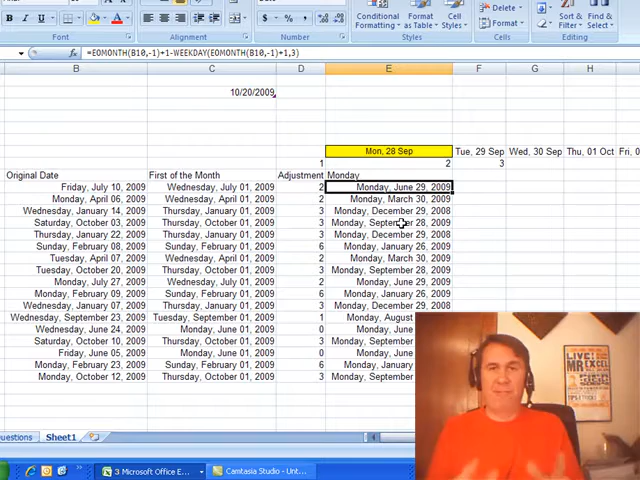 Font
Alignment
Number
Conditional Formatting
Format as Table
Cell Styles
Styles
Delete
Format
Cells
Sort & Filter
Find & Select
Editing
=EOMONTH(B10,-1)+1-WEEKDAY(EOMONTH(B10,-1)+1,3)
B C D E F G H
10/20/2009
Mon, 28 Sep Tue, 29 Sep Wed, 30 Sep Thu, 01 Oct Fri, 0
1 2 3
Original Date First of the Month Adjustment Monday
Friday, July 10, 2009 Wednesday, July 01, 2009 2 Monday, June 29, 2009
Monday, April 06, 2009 Wednesday, April 01, 2009 2 Monday, March 30, 2009
Wednesday, January 14, 2009 Thursday, January 01, 2009 3 Monday, December 29, 2008
Saturday, October 03, 2009 Thursday, October 01, 2009 3 Monday, September 28, 2009
Thursday, January 22, 2009 Thursday, January 01, 2009 3 Monday, December 29, 2008
Sunday, February 08, 2009 Sunday, February 01, 2009 6 Monday, January 26, 2009
Tuesday, April 07, 2009 Wednesday, April 01, 2009 2 Monday, March 30, 2009
Tuesday, October 20, 2009 Thursday, October 01, 2009 3 Monday, September 28, 2009
Monday, July 27, 2009 Wednesday, July 01, 2009 2 Monday, June 29, 2009
Monday, February 09, 2009 Sunday, February 01, 2009 6 Monday, January 26, 2009
Wednesday, January 07, 2009 Thursday, January 01, 2009 3 Monday, December 29, 2008
Wednesday, September 23, 2009 Tuesday, September 01, 2009 1 Monday, August
Wednesday, June 24, 2009 Monday, June 01, 2009 0 Monday, June
Saturday, October 10, 2009 Thursday, October 01, 2009 3 Monday, September
Friday, June 05, 2009 Monday, June 01, 2009 0 Monday, June
Monday, February 23, 2009 Sunday, February 01, 2009 6 Monday, January
Monday, October 12, 2009 Thursday, October 01, 2009 3 Monday, September
LIVE!
MR EXCEL
uestions Sheet1
3 Microsoft Office E...
Camtasia Studio - Unt...